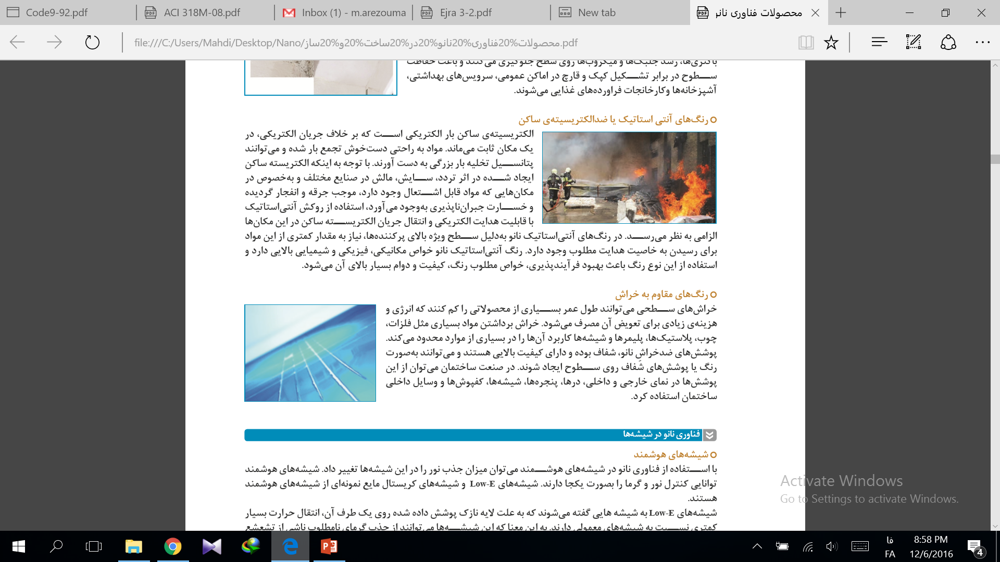 Code9-92.pdf
ACI 318M-08.pdf
Inbox (1) - m.arezouma
Ejra 3-2.pdf
New tab
محصولات فناوری نانو
file:///C:/Users/Mahdi/Desktop/Nano/محصولات%20فناوری%20نانو%20در%20ساخت%20و%20ساز.pdf
باکتری‌ها، رشد جلبک‌ها و میکروب‌ها روی سطح جلوگیری می‌کنند و باعث حفاظت
سطوح در برابر تشکیل کپک و قارچ در اماکن عمومی، سرویس‌های بهداشتی،
آشپزخانه‌ها وکارخانجات فراورده‌های غذایی می‌شوند.
رنگ‌های آنتی استاتیک یا ضدالکتریسیته‌ی ساکن
الکتریسیته‌ی ساکن بار الکتریکی است که بر خلاف جریان الکتریکی، در
یک مکان ثابت می‌ماند. مواد به راحتی دست‌خوش تجمع بار شده و می‌توانند
پتانسیل تخلیه بار بزرگی به دست آورند. با توجه به اینکه الکتریسته ساکن
ایجاد شده در اثر تردد، سایش، مالش در صنایع مختلف و به‌خصوص در
مکان‌هایی که مواد قابل اشتعال وجود دارد، موجب جرقه و انفجار گردیده
و خسارت جبران‌ناپذیری به‌وجود می‌آورد، استفاده از روکش آنتی‌استاتیک
با قابلیت هدایت الکتریکی و انتقال جریان الکتریسته ساکن در این مکان‌ها
الزامی به نظر می‌رسد. در رنگ‌های آنتی‌استاتیک نانو به‌دلیل سطح ویژه بالای پرکننده‌ها، نیاز به مقدار کمتری از این مواد
برای رسیدن به خاصیت هدایت مطلوب وجود دارد. رنگ آنتی‌استاتیک نانو خواص مکانیکی، فیزیکی و شیمیایی بالایی دارد و
استفاده از این نوع رنگ باعث بهبود فرآیندپذیری، خواص مطلوب رنگ، کیفیت و دوام بسیار بالای آن می‌شود.
رنگ‌های مقاوم به خراش
خراش‌های سطحی می‌توانند طول عمر بسیاری از محصولاتی را کم کنند که انرژی و
هزینه‌ی زیادی برای تعویض آن مصرف می‌شود. خراش برداشتن مواد بسیاری مثل فلزات،
چوب، پلاستیک‌ها، پلیمرها و شیشه‌ها کاربرد آن‌ها را در بسیاری از موارد محدود می‌کند.
پوشش‌های ضدخراشِ نانو، شفاف بوده و دارای کیفیت بالایی هستند و می‌توانند به‌صورت
رنگ یا پوشش‌های شفاف روی سطوح ایجاد شوند. در صنعت ساختمان می‌توان از این
پوشش‌ها در نمای خارجی و داخلی، درها، پنجره‌ها، شیشه‌ها، کفپوش‌ها و وسایل داخلی
ساختمان استفاده کرد.
فناوری نانو در شیشه‌ها
شیشه‌های هوشمند
با استفاده از فناوری نانو در شیشه‌های هوشمند می‌توان میزان جذب نور را در این شیشه‌ها تغییر داد. شیشه‌های هوشمند
توانایی کنترل نور و گرما را بصورت یکجا دارند. شیشه‌های Low-E و شیشه‌های کریستال مایع نمونه‌ای از شیشه‌های هوشمند
هستند.
شیشه‌های Low-E به شیشه هایی گفته می‌شوند که به علت لایه نازک پوشش داده شده روی یک طرف آن، انتقال حرارت بسیار
کمتری نسبت به شیشه‌های معمولی دارند. به این معنا که این شیشه‌ها می‌توانند از جذب گرمای نامطلوب ناشی از تشعشع
Activate Windows
Go to Settings to activate Windows.
فا
FA
8:58 PM
12/6/2016
4